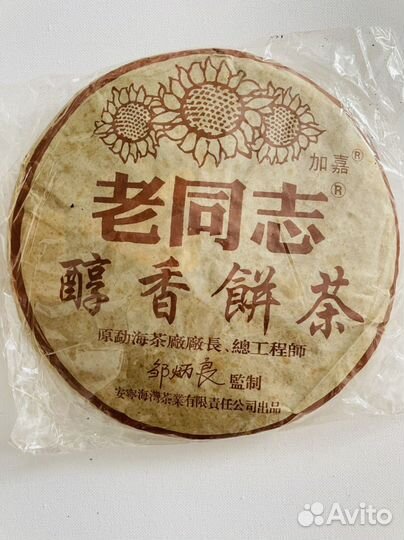 加嘉®
老同志®
醇香餅茶
原勐海茶廠廠長、總工程師
邹炳良 監制
安寧海灣茶業有限責任公司出品
Avito